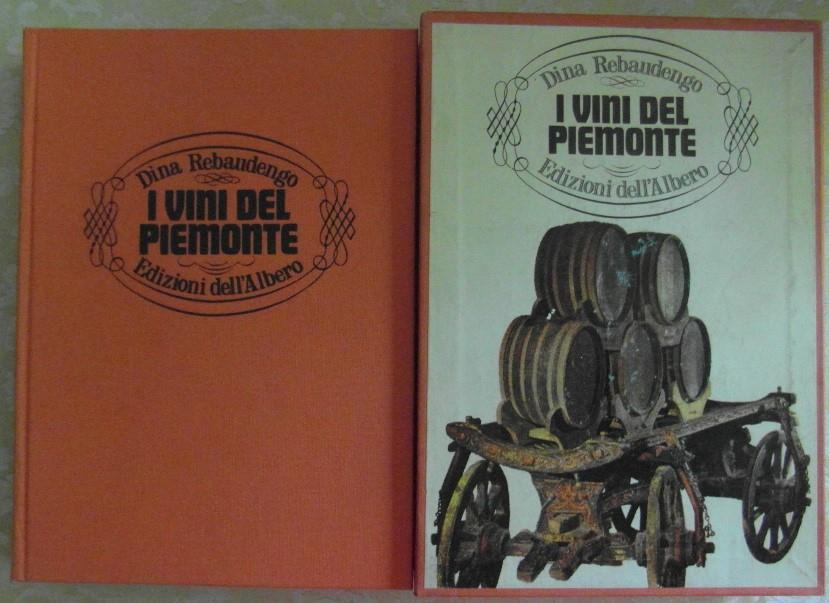 Dina Rebaudengo
I VINI DEL
PIEMONTE
Edizioni dell'Albero
Dina Rebaudengo
I VINI DEL
PIEMONTE
Edizioni dell'Albero